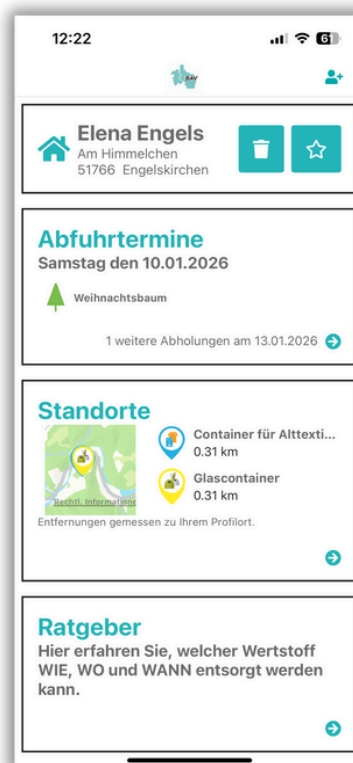 12:22
61
BAV
Elena Engels
Am Himmelchen
51766 Engelskirchen
Abfuhrtermine
Samstag den 10.01.2026
Weihnachtsbaum
1 weitere Abholungen am 13.01.2026
Standorte
Container für Alttexti...
0.31 km
Glascontainer
0.31 km
Rechtl. Informationen
Entfernungen gemessen zu Ihrem Profilort.
Ratgeber
Hier erfahren Sie, welcher Wertstoff
WIE, WO und WANN entsorgt werden
kann.